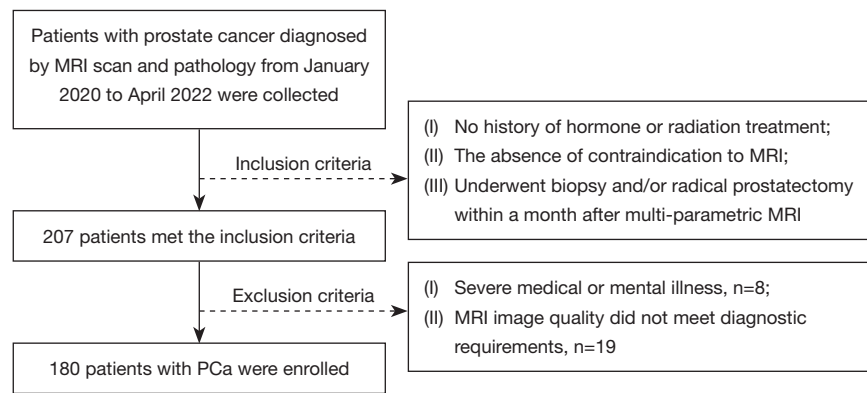 Patients with prostate cancer diagnosed
by MRI scan and pathology from January
2020 to April 2022 were collected
Inclusion criteria
(I) No history of hormone or radiation treatment;
(II) The absence of contraindication to MRI;
(III) Underwent biopsy and/or radical prostatectomy
within a month after multi-parametric MRI
207 patients met the inclusion criteria
Exclusion criteria
(I) Severe medical or mental illness, n=8;
(II) MRI image quality did not meet diagnostic
requirements, n=19
180 patients with PCa were enrolled